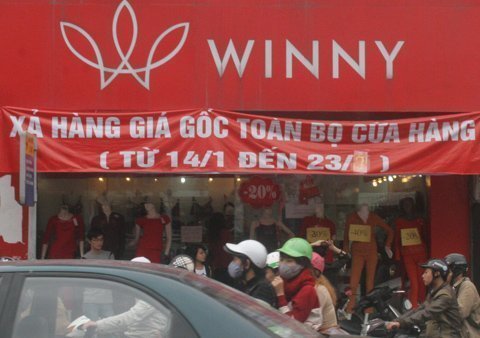 WINNY
XẢ HÀNG GIÁ GỐC TOÀN BỘ CỬA HÀNG
( TỪ 14/1 ĐẾN 23/ )
-20%